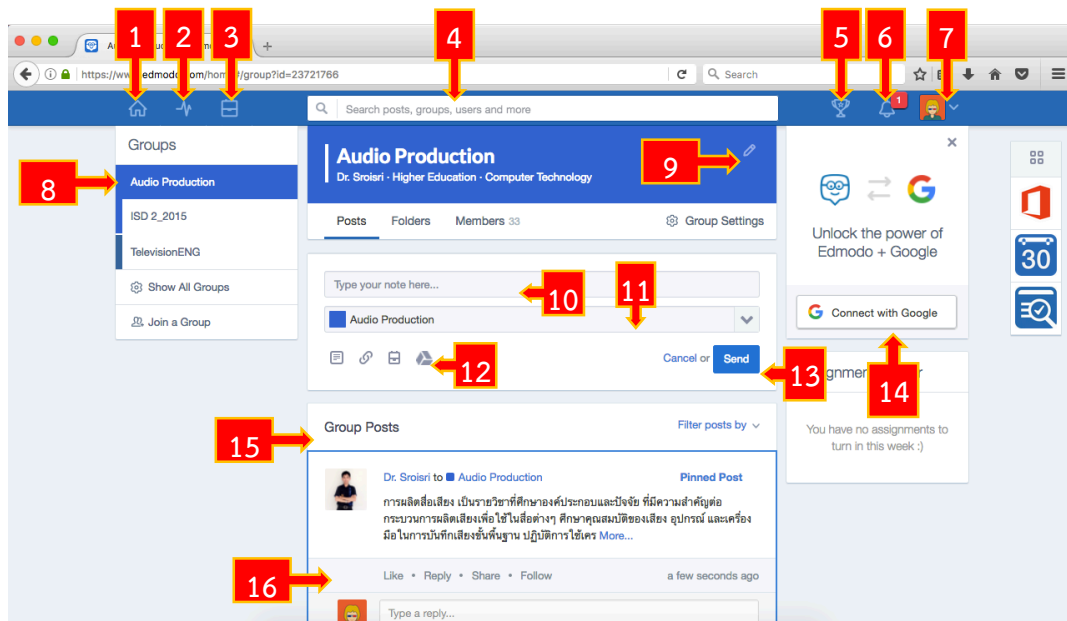 1
2
3
4
5
6
7
https://www.edmodo.com/home#/group?id=23721766
Search
Search posts, groups, users and more
1
Groups
8
Audio Production
ISD 2_2015
TelevisionENG
Show All Groups
Join a Group
Audio Production
Dr. Sroisri · Higher Education · Computer Technology
9
Posts
Folders
Members 33
Group Settings
Type your note here...
10
11
Audio Production
12
Cancel or
Send
13
Unlock the power of
Edmodo + Google
Connect with Google
14
You have no assignments to
turn in this week :)
30
15
Group Posts
Filter posts by
Dr. Sroisri to Audio Production
Pinned Post
การผลิตสื่อเสียง เป็นรายวิชาที่ศึกษาองค์ประกอบและปัจจัย ที่มีความสำคัญต่อ
กระบวนการผลิตเสียงเพื่อใช้ในสื่อต่างๆ ศึกษาคุณสมบัติของเสียง อุปกรณ์ และเครื่อง
มือในการบันทึกเสียงขั้นพื้นฐาน ปฏิบัติการใช้เคร More...
16
Like • Reply • Share • Follow
a few seconds ago
Type a reply...